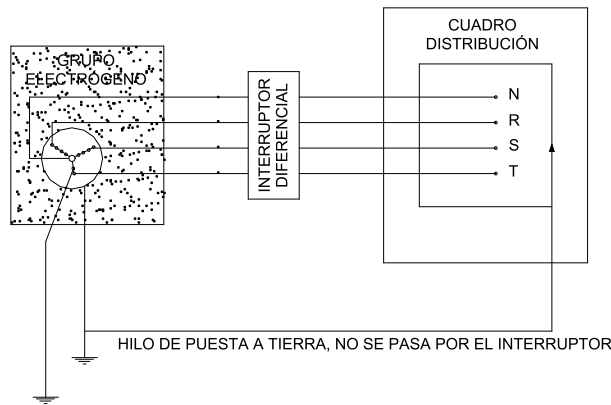 CUADRO
DISTRIBUCIÓN
GRUPO
ELECTRÓGENO
INTERRUPTOR
DIFERENCIAL
N
R
S
T
HILO DE PUESTA A TIERRA, NO SE PASA POR EL INTERRUPTOR